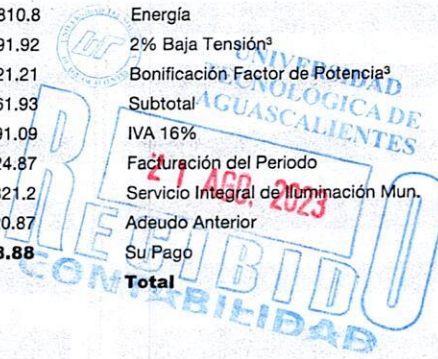 810.8 Energía
91.92 2% Baja Tensión³
21.21 Bonificación Factor de Potencia³
61.93 Subtotal
91.09 IVA 16%
24.87 Facturación del Periodo
321.2 Servicio Integral de Iluminación Mun.
0.87 Adeudo Anterior
3.88 Su Pago
Total
UNIVERSIDAD
TECNOLÓGICA DE
AGUASCALIENTES
21 AGO. 2023
RECIBIDO
CONTABILIDAD